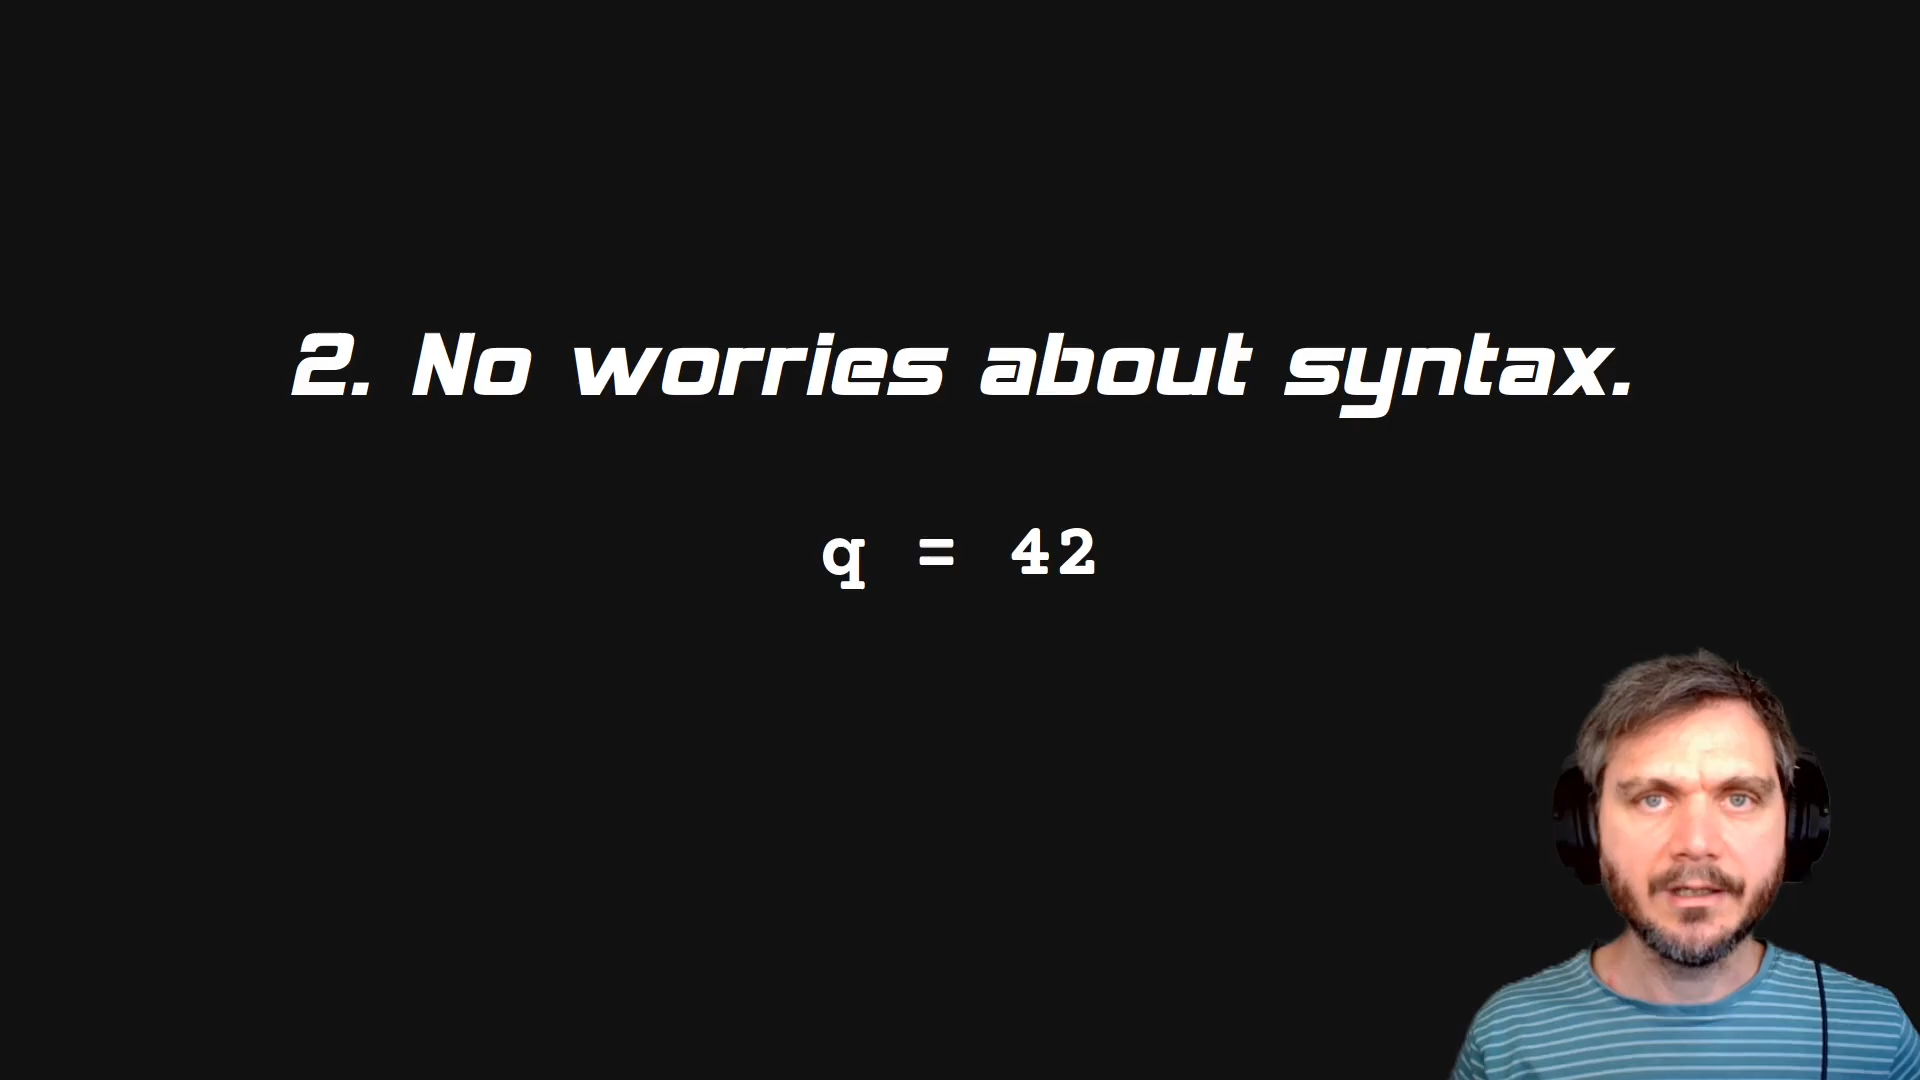 2. No worries about syntax.
q = 42